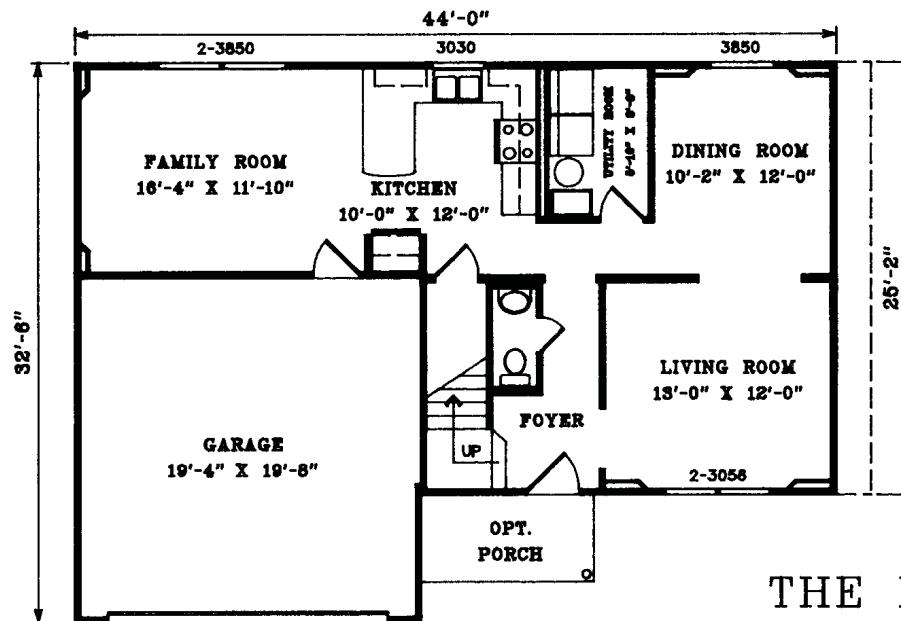 44'-0"
2-3850
3030
3850
FAMILY ROOM
16'-4" X 11'-10"
KITCHEN
10'-0" X 12'-0"
UTILITY ROOM
DINING ROOM
10'-2" X 12'-0"
25'-2"
32'-6"
LIVING ROOM
13'-0" X 12'-0"
FOYER
GARAGE
19'-4" X 19'-8"
UP
2-3056
OPT.
PORCH
THE